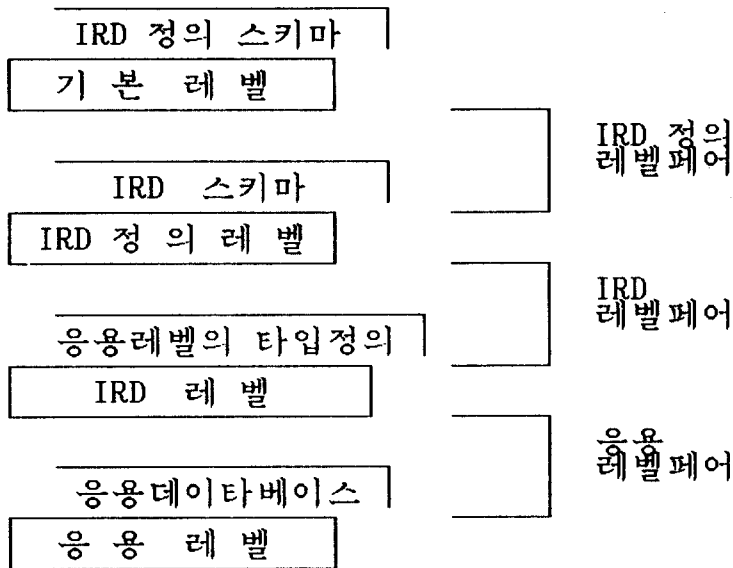 IRD 정의 스키마
기 본 레 벨
IRD 정의
레벨페어
IRD 스키마
IRD 정 의 레 벨
IRD
레벨페어
응용레벨의 타입정의
IRD 레 벨
응용
레벨페어
응용데이타베이스
응 용 레 벨